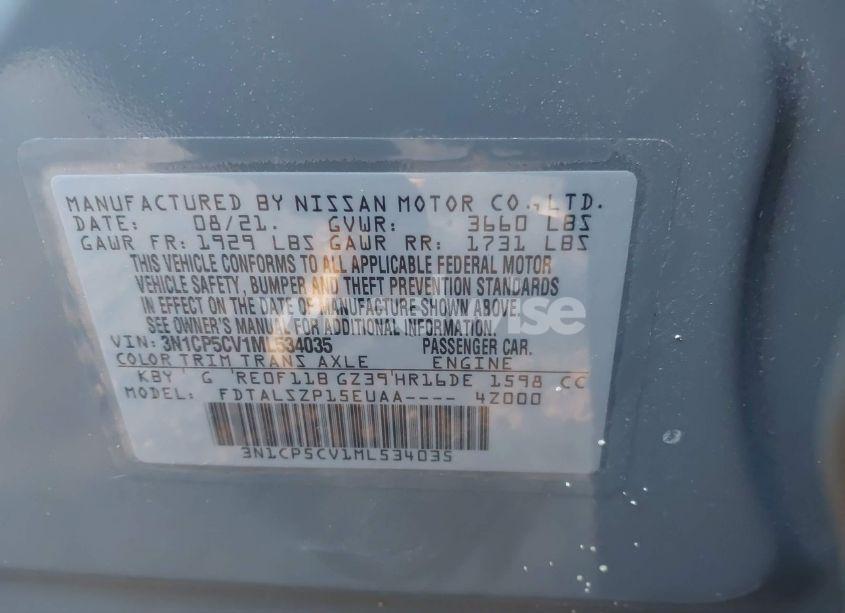 MANUFACTURED BY NISSAN MOTOR CO.,LTD.
DATE: 08/21. GVWR: 3660 LBS
GAWR FR: 1929 LBS GAWR RR: 1731 LBS
THIS VEHICLE CONFORMS TO ALL APPLICABLE FEDERAL MOTOR
VEHICLE SAFETY, BUMPER AND THEFT PREVENTION STANDARDS
IN EFFECT ON THE DATE OF MANUFACTURE SHOWN ABOVE.
SEE OWNER'S MANUAL FOR ADDITIONAL INFORMATION.
VIN: 3N1CP5CV1ML534035 PASSENGER CAR.
COLOR TRIM TRANS AXLE ENGINE
KBY G RE0F11B GZ39 HR16DE 1598 CC
MODEL: FDTALSZP15EUAA---- 4Z000
3N1CP5CV1ML534035